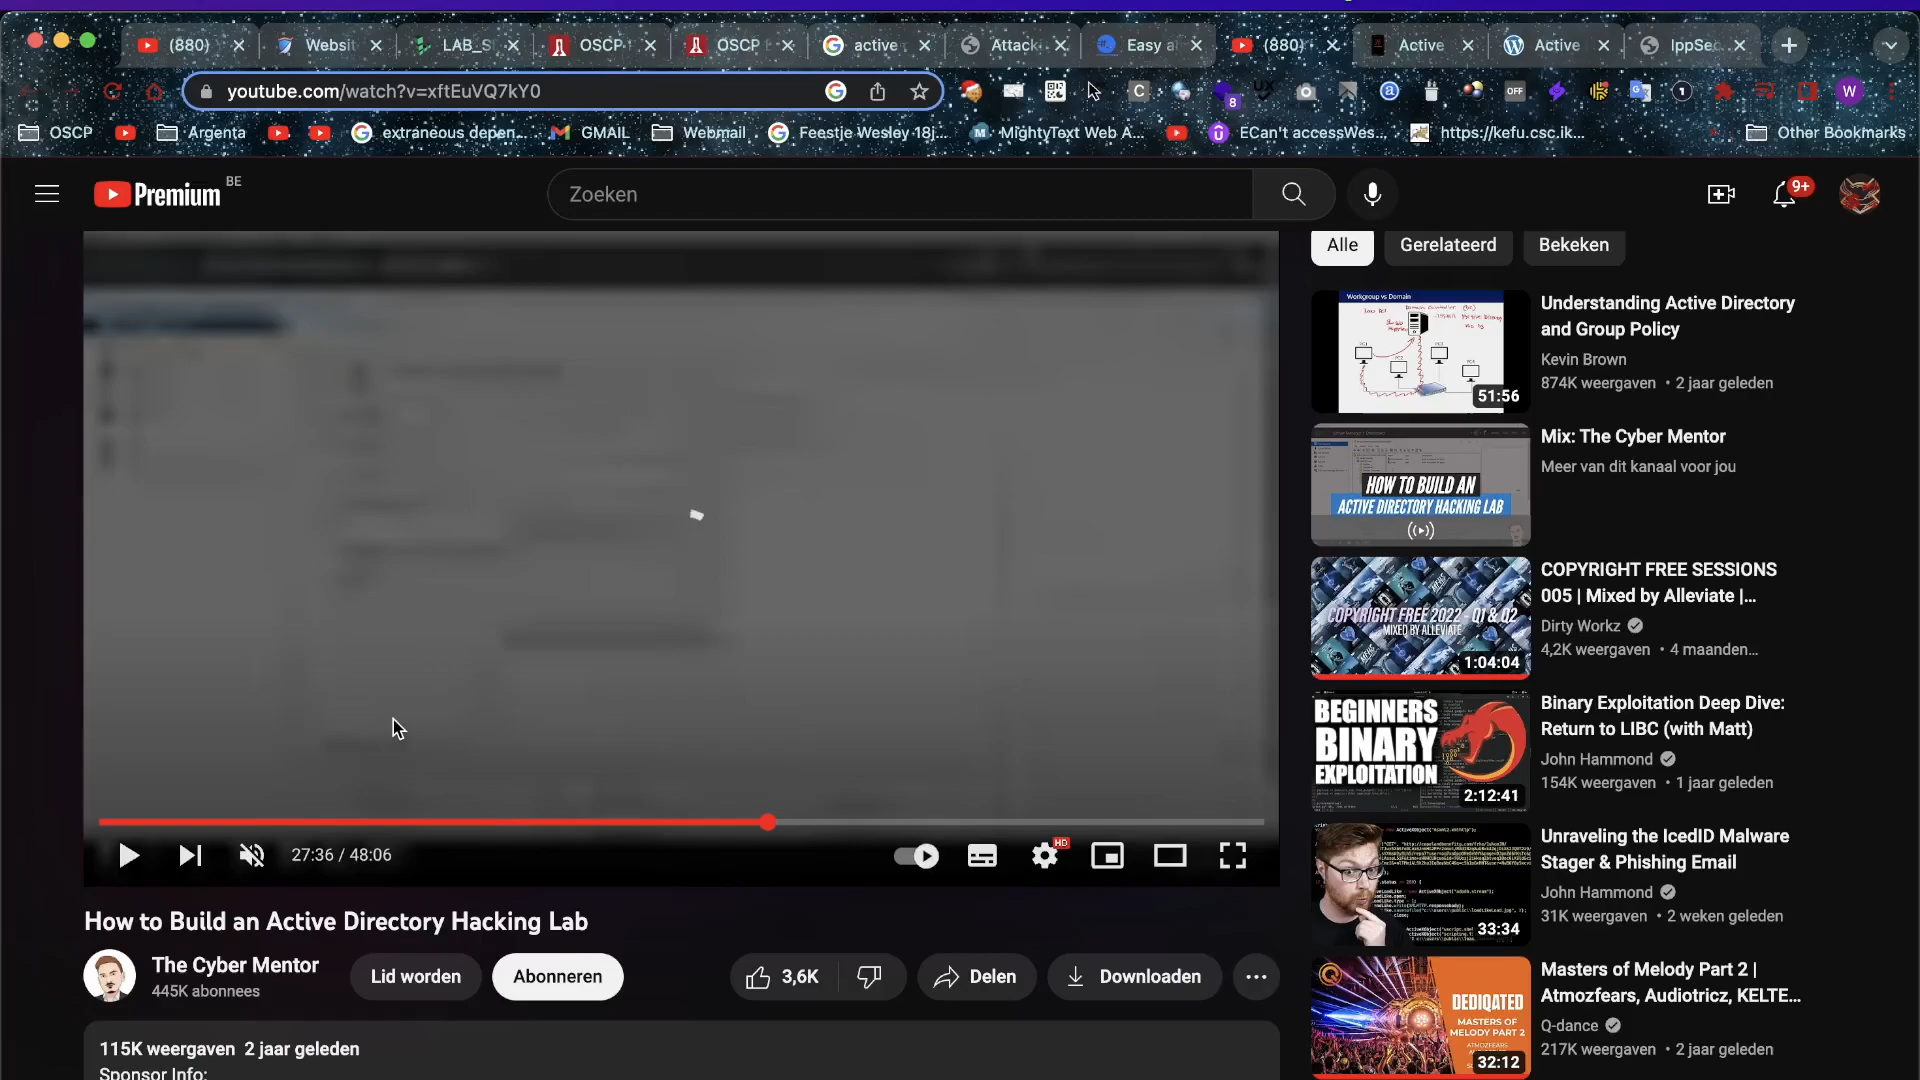 (880)
Websit
LAB_S
OSCP
OSCP
active
Attack
Easy a
(880)
Active
Active
IppSec
youtube.com/watch?v=xftEuVQ7kY0
8
OFF
W
OSCP
Argenta
extraneous depen...
GMAIL
Webmail
Feestje Wesley 18j...
MightyText Web A...
ECan't accessWes...
https://kefu.csc.ik...
Other Bookmarks
Premium BE
Zoeken
9+
Alle
Gerelateerd
Bekeken
Workgroup vs Domain
51:56
Understanding Active Directory
and Group Policy
Kevin Brown
874K weergaven • 2 jaar geleden
HOW TO BUILD AN
ACTIVE DIRECTORY HACKING LAB
Mix: The Cyber Mentor
Meer van dit kanaal voor jou
COPYRIGHT FREE 2022 - Q1 & Q2
MIXED BY ALLEVIATE
1:04:04
COPYRIGHT FREE SESSIONS
005 | Mixed by Alleviate |...
Dirty Workz
4,2K weergaven • 4 maanden...
BEGINNERS
BINARY
EXPLOITATION
2:12:41
Binary Exploitation Deep Dive:
Return to LIBC (with Matt)
John Hammond
154K weergaven • 1 jaar geleden
33:34
Unraveling the IcedID Malware
Stager & Phishing Email
John Hammond
31K weergaven • 2 weken geleden
DEDIQATED
MASTERS OF
MELODY PART 2
32:12
Masters of Melody Part 2 |
Atmozfears, Audiotricz, KELTE...
Q-dance
217K weergaven • 2 jaar geleden
27:36 / 48:06
HD
How to Build an Active Directory Hacking Lab
The Cyber Mentor
445K abonnees
Lid worden
Abonneren
3,6K
Delen
Downloaden
115K weergaven 2 jaar geleden
Sponsor Info: